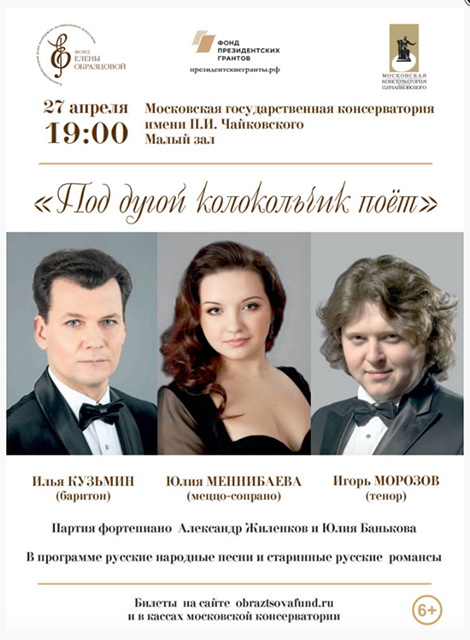 ФОНД
ЕЛЕНЫ
ОБРАЗЦОВОЙ
ФОНД
ПРЕЗИДЕНТСКИХ
ГРАНТОВ
президентскиегранты.рф
МОСКОВСКАЯ
КОНСЕРВАТОРИЯ
П.И.ЧАЙКОВСКОГО
27 апреля
19:00
Московская государственная консерватория
имени П.И. Чайковского
Малый зал
«Под дугой колокольчик поёт»
Илья КУЗЬМИН
(баритон)
Юлия МЕННИБАЕВА
(меццо-сопрано)
Игорь МОРОЗОВ
(тенор)
Партия фортепиано Александр Жиленков и Юлия Банькова
В программе русские народные песни и старинные русские романсы
Билеты на сайте obraztsovafund.ru
и в кассах московской консерватории
6+